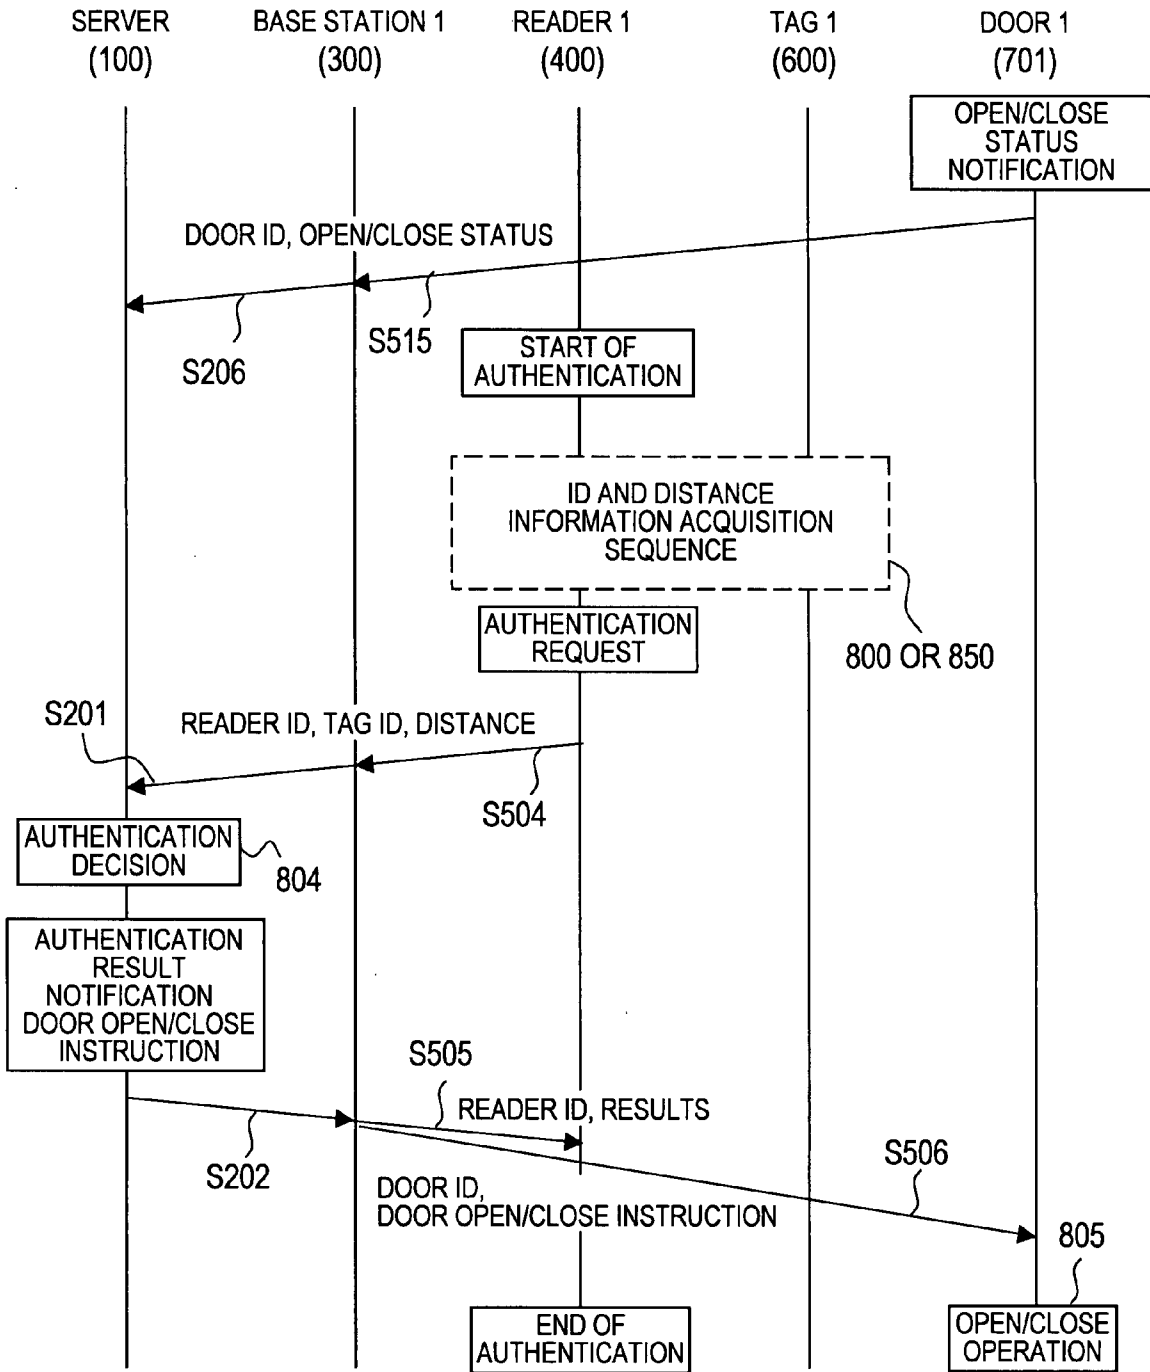 SERVER
(100)
BASE STATION 1
(300)
READER 1
(400)
TAG 1
(600)
DOOR 1
(701)
OPEN/CLOSE
STATUS
NOTIFICATION
DOOR ID, OPEN/CLOSE STATUS
S515
S206
START OF
AUTHENTICATION
ID AND DISTANCE
INFORMATION ACQUISITION
SEQUENCE
800 OR 850
AUTHENTICATION
REQUEST
S201
READER ID, TAG ID, DISTANCE
S504
AUTHENTICATION
DECISION
804
AUTHENTICATION
RESULT
NOTIFICATION
DOOR OPEN/CLOSE
INSTRUCTION
S505
READER ID, RESULTS
S202
S506
DOOR ID,
DOOR OPEN/CLOSE INSTRUCTION
805
END OF
AUTHENTICATION
OPEN/CLOSE
OPERATION